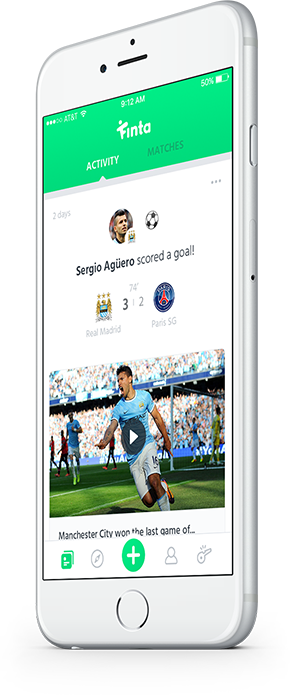 AT&T
9:12 AM
50%
Finta
ACTIVITY
MATCHES
2 days
Sergio Agüero scored a goal!
74'
3 2
Real Madrid
Paris SG
Manchester City won the last game of...